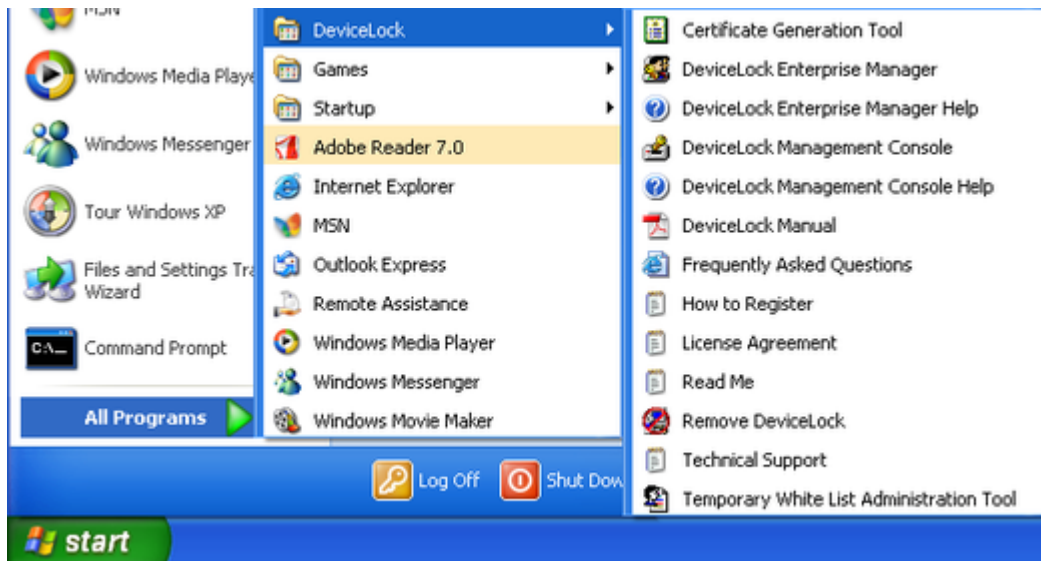 MSN
Windows Media Playe
Windows Messenger
Tour Windows XP
Files and Settings Tra
Wizard
C:\_
Command Prompt
All Programs
DeviceLock
Games
Startup
Adobe Reader 7.0
Internet Explorer
MSN
Outlook Express
Remote Assistance
Windows Media Player
Windows Messenger
Windows Movie Maker
Certificate Generation Tool
DeviceLock Enterprise Manager
DeviceLock Enterprise Manager Help
DeviceLock Management Console
DeviceLock Management Console Help
DeviceLock Manual
Frequently Asked Questions
How to Register
License Agreement
Read Me
Remove DeviceLock
Technical Support
Temporary White List Administration Tool
Log Off
Shut Dow
start